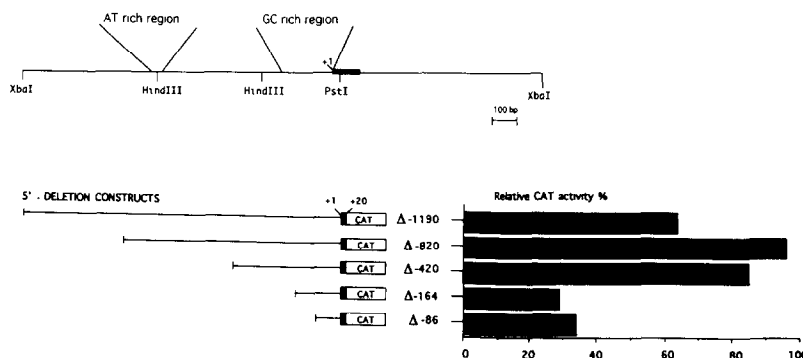 AT rich region GC rich region
+1
XbaI HindIII HindIII PstI XbaI
100 bp
5' - DELETION CONSTRUCTS +1 +20 Relative CAT activity %
CAT Δ-1190
CAT Δ-820
CAT Δ-420
CAT Δ-164
CAT Δ-86
0 20 40 60 80 100